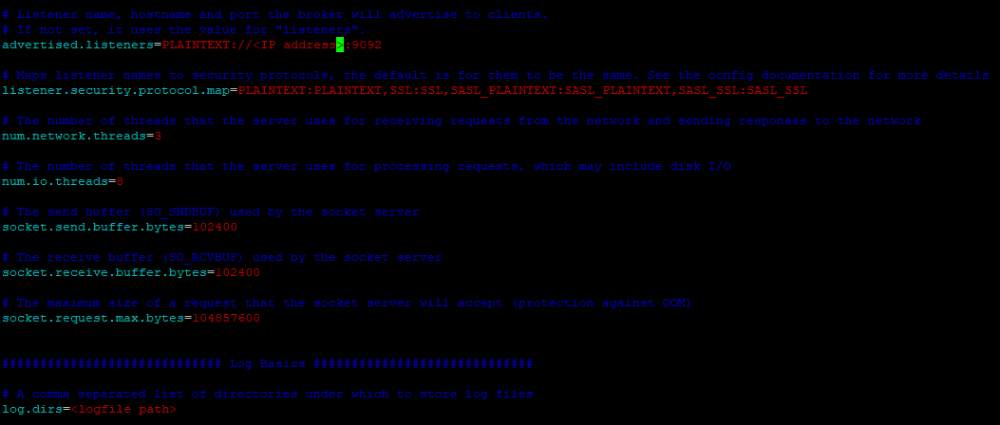 # Listener name, hostname and port the broker will advertise to clients.
# If not set, it uses the value for "listeners".
advertised.listeners=PLAINTEXT://<IP address>:9092
# Maps listener names to security protocols, the default is for them to be the same. See the config documentation for more details
listener.security.protocol.map=PLAINTEXT:PLAINTEXT,SSL:SSL,SASL_PLAINTEXT:SASL_PLAINTEXT,SASL_SSL:SASL_SSL
# The number of threads that the server uses for receiving requests from the network and sending responses to the network
num.network.threads=3
# The number of threads that the server uses for processing requests, which may include disk I/O
num.io.threads=8
# The send buffer (SO_SNDBUF) used by the socket server
socket.send.buffer.bytes=102400
# The receive buffer (SO_RCVBUF) used by the socket server
socket.receive.buffer.bytes=102400
# The maximum size of a request that the socket server will accept (protection against OOM)
socket.request.max.bytes=104857600
############################# Log Basics #############################
# A comma separated list of directories under which to store log files
log.dirs=<logfile path>